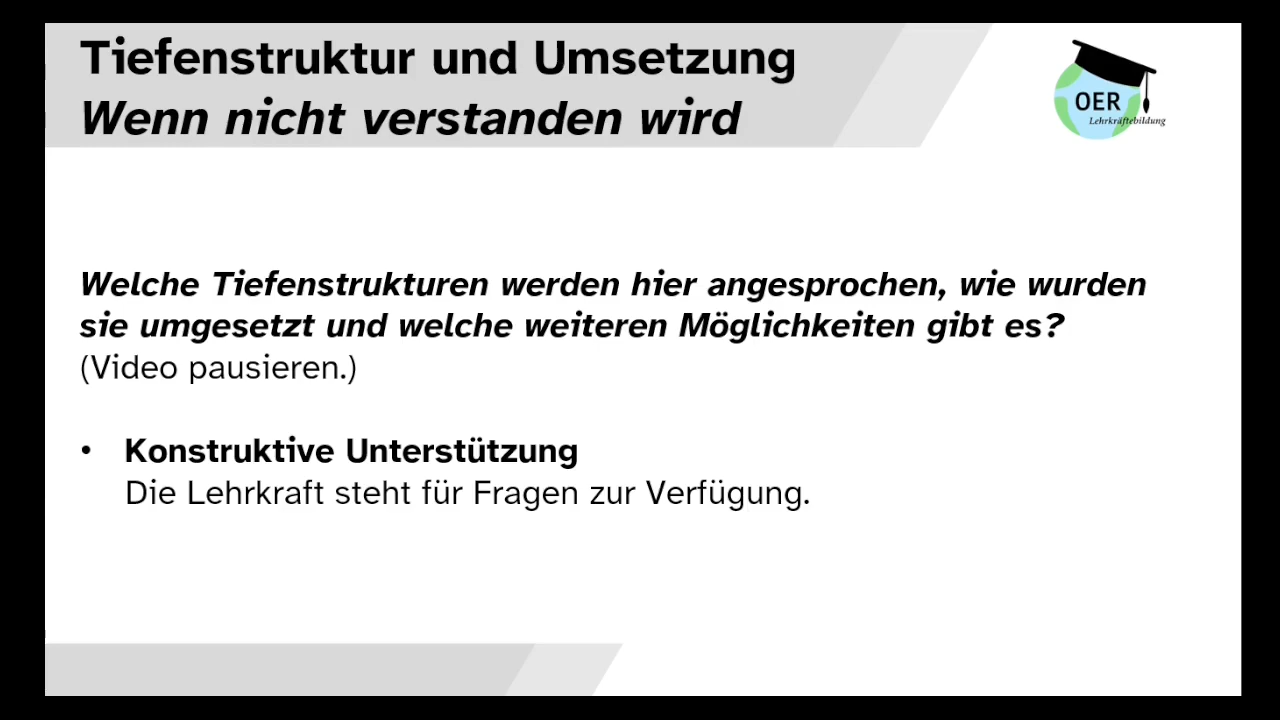 Tiefenstruktur und Umsetzung
Wenn nicht verstanden wird
OER
Lehrkräftebildung
Welche Tiefenstrukturen werden hier angesprochen, wie wurden
sie umgesetzt und welche weiteren Möglichkeiten gibt es?
(Video pausieren.)
• Konstruktive Unterstützung
Die Lehrkraft steht für Fragen zur Verfügung.